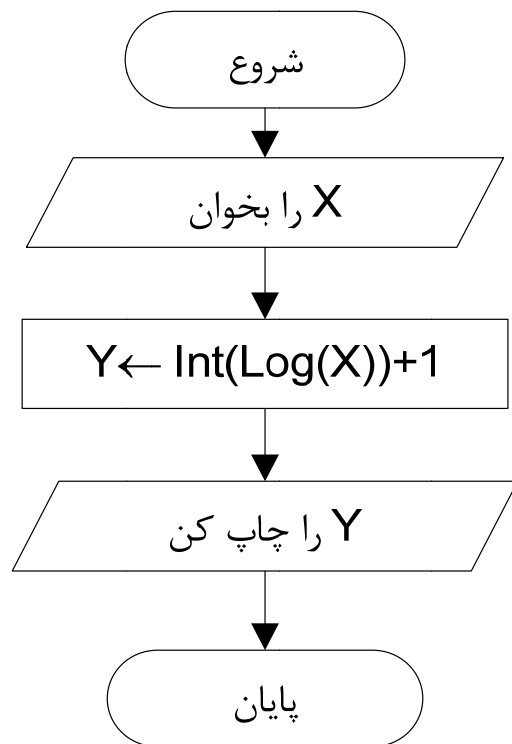 شروع
X را بخوان
Y← Int(Log(X))+1
Y را چاپ کن
پایان